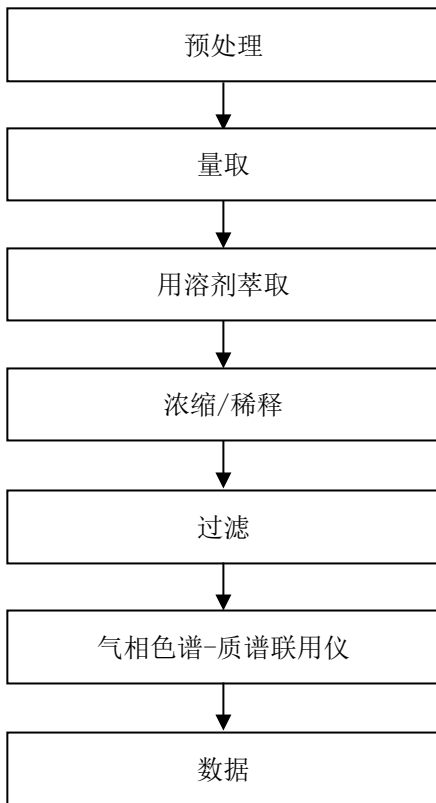 预处理
量取
用溶剂萃取
浓缩/稀释
过滤
气相色谱-质谱联用仪
数据